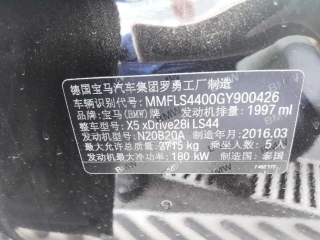 德国宝马汽车集团罗勇工厂制造
车辆识别代号: MMFLS4400GY900426
品牌: 宝马(BMW)牌 发动机排量: 1997 ml
整车型号: X5 xDrive28i LS44
发动机型号: N20B20A 制造年月: 2016.03
最大允许总质量: 2715 kg 乘坐人数: 5 人
发动机最大净功率: 180 kW 制造国: 泰国